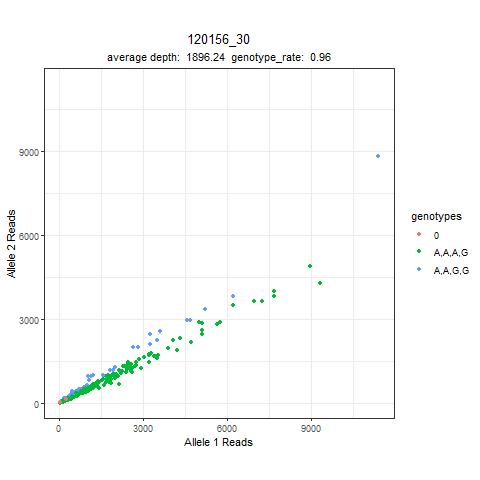 120156_30
average depth:  1896.24  genotype_rate:  0.96
Allele 2 Reads
9000
6000
3000
0
0
3000
6000
9000
Allele 1 Reads
genotypes
0
A,A,A,G
A,A,G,G